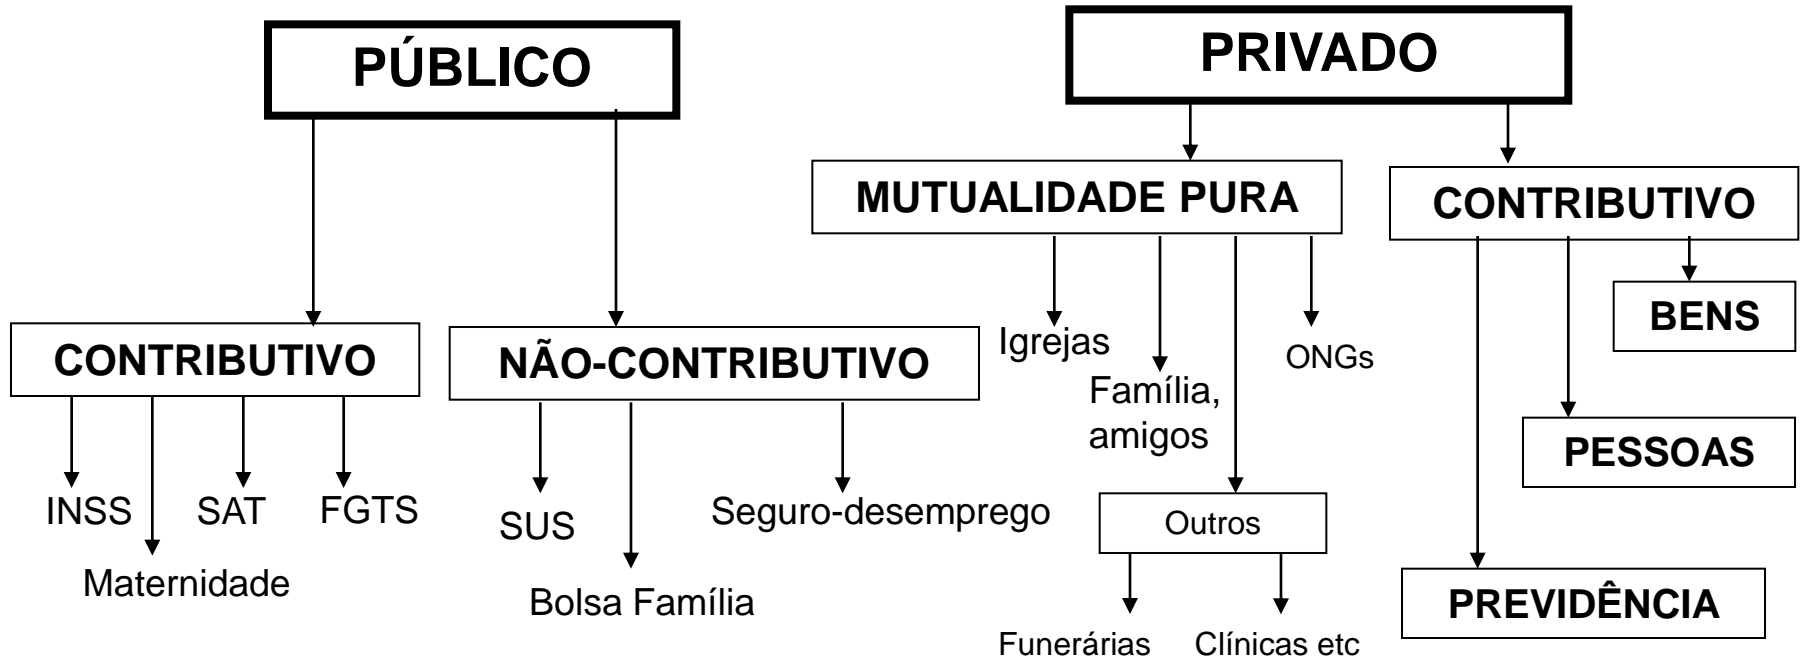 PÚBLICO
PRIVADO
MUTUALIDADE PURA
CONTRIBUTIVO
BENS
CONTRIBUTIVO
NÃO-CONTRIBUTIVO
Igrejas
ONGs
Família,
amigos
PESSOAS
INSS
SAT
FGTS
SUS
Seguro-desemprego
Outros
Maternidade
Bolsa Família
PREVIDÊNCIA
Funerárias
Clínicas etc